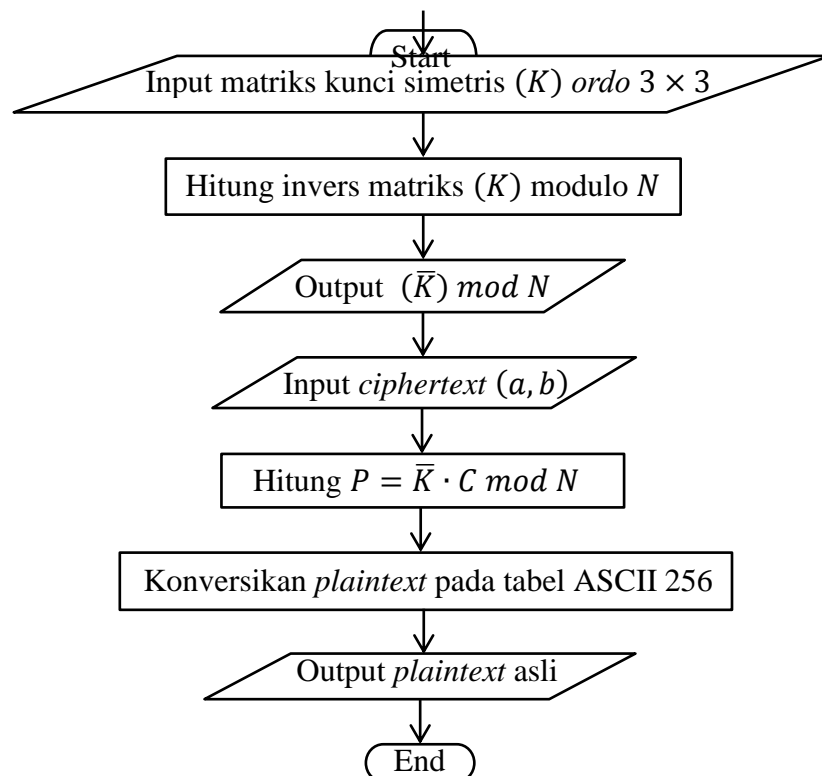 Start
Input matriks kunci simetris (K) ordo 3 × 3
Hitung invers matriks (K) modulo N
Output (K̅) mod N
Input ciphertext (a, b)
Hitung P = K̅ · C mod N
Konversikan plaintext pada tabel ASCII 256
Output plaintext asli
End